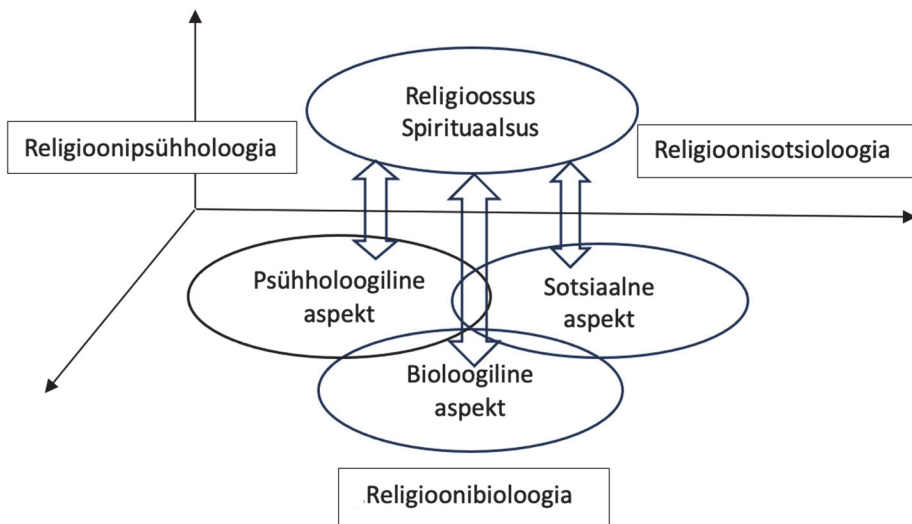 Religioossus
Spirituaalsus
Religioonipsühholoogia
Religioonisotsioloogia
Psühholoogiline
aspekt
Sotsiaalne
aspekt
Bioloogiline
aspekt
Religioonibioloogia